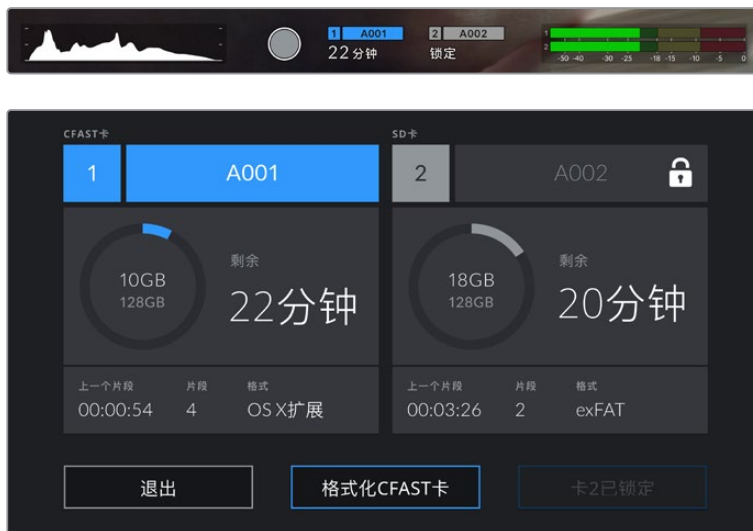 1 A001 2 A002
22分钟 锁定
1
2
-50 -40 -30 -25 -18 -15 -10 -5 0
CFAST卡 SD卡
1 A001 2 A002
10GB
128GB
剩余
22分钟
18GB
128GB
剩余
20分钟
上一个片段 片段 格式 上一个片段 片段 格式
00:00:54 4 OS X扩展 00:03:26 2 exFAT
退出 格式化CFAST卡 卡2已锁定